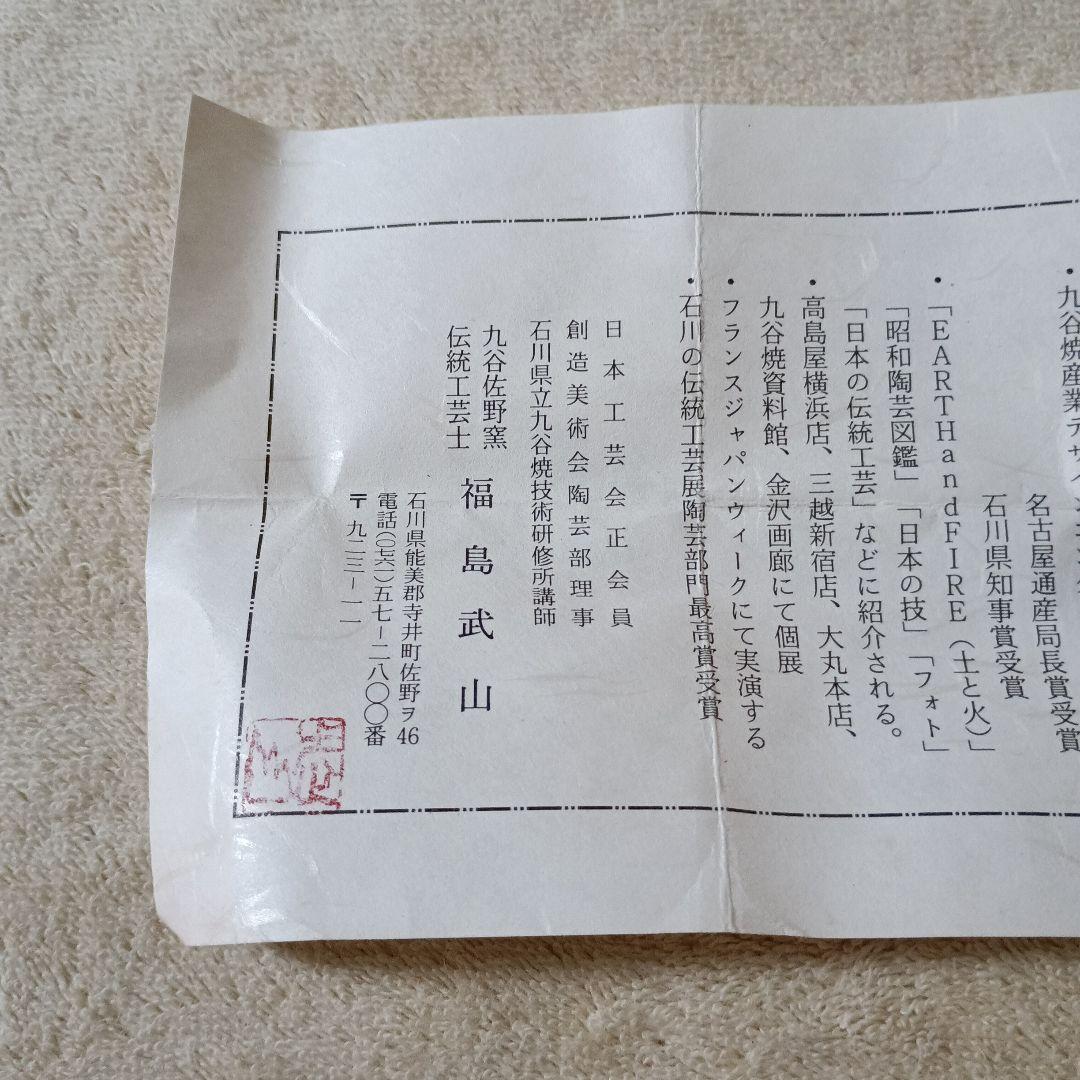 ・九谷焼産業デザイン
名古屋通産局長賞受賞
石川県知事賞受賞
・「EARTHandFIRE（土と火）」
「昭和陶芸図鑑」「日本の技」「フォト」
「日本の伝統工芸」などに紹介される。
・高島屋横浜店、三越新宿店、大丸本店、
九谷焼資料館、金沢画廊にて個展
・フランスジャパンウィークにて実演する
・石川の伝統工芸展陶芸部門最高賞受賞
日本工芸会正会員
創造美術会陶芸部理事
石川県立九谷焼技術研修所講師
九谷佐野窯
伝統工芸士
福島武山
石川県能美郡寺井町佐野ヲ46
電話(〇七六一)五七-二八〇〇番
〒九二三-一一
武山